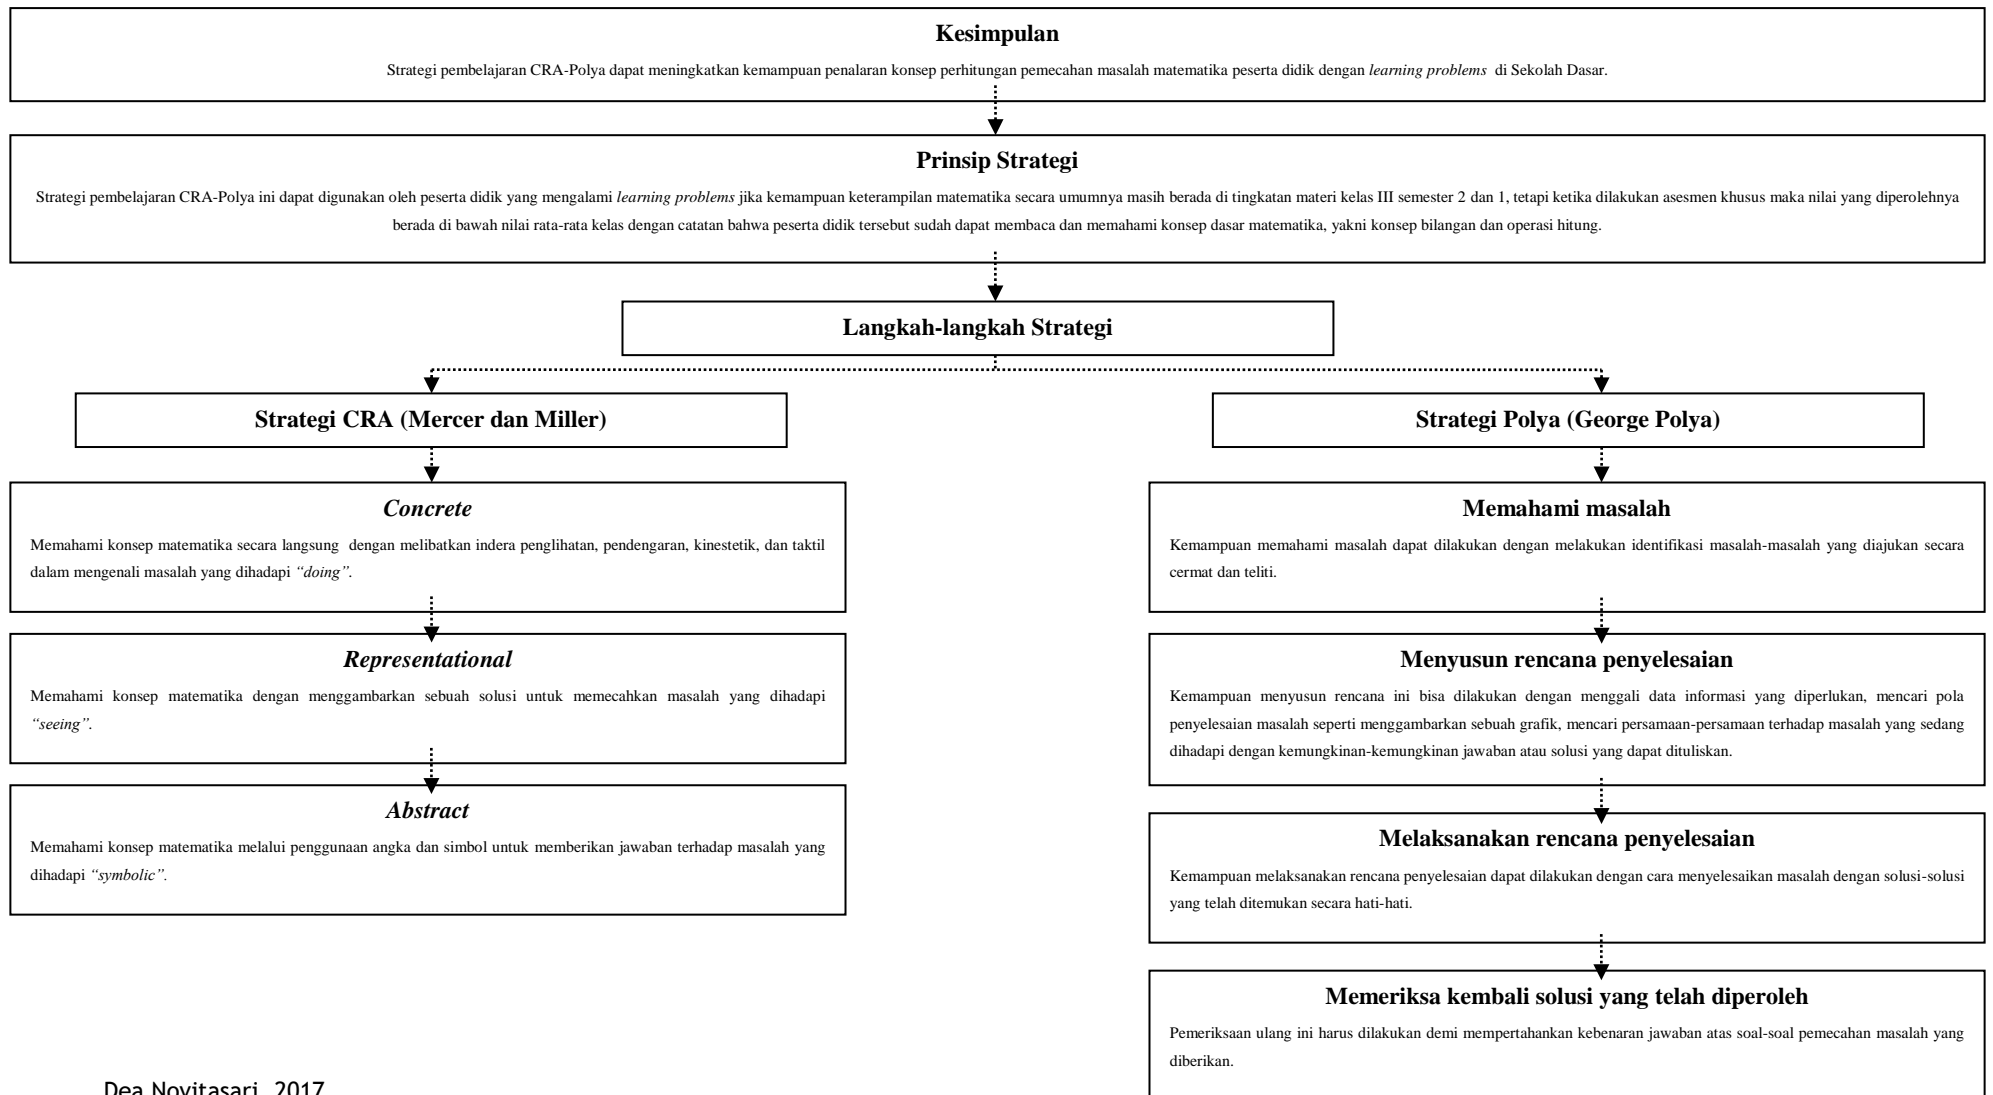 Kesimpulan
Strategi pembelajaran CRA-Polya dapat meningkatkan kemampuan penalaran konsep perhitungan pemecahan masalah matematika peserta didik dengan learning problems di Sekolah Dasar.
Prinsip Strategi
Strategi pembelajaran CRA-Polya ini dapat digunakan oleh peserta didik yang mengalami learning problems jika kemampuan keterampilan matematika secara umumnya masih berada di tingkatan materi kelas III semester 2 dan 1, tetapi ketika dilakukan asesmen khusus maka nilai yang diperolehnya
berada di bawah nilai rata-rata kelas dengan catatan bahwa peserta didik tersebut sudah dapat membaca dan memahami konsep dasar matematika, yakni konsep bilangan dan operasi hitung.
Langkah-langkah Strategi
Strategi CRA (Mercer dan Miller)
Concrete
Memahami konsep matematika secara langsung dengan melibatkan indera penglihatan, pendengaran, kinestetik, dan taktil
dalam mengenali masalah yang dihadapi “doing”.
Representational
Memahami konsep matematika dengan menggambarkan sebuah solusi untuk memecahkan masalah yang dihadapi
“seeing”.
Abstract
Memahami konsep matematika melalui penggunaan angka dan simbol untuk memberikan jawaban terhadap masalah yang
dihadapi “symbolic”.
Strategi Polya (George Polya)
Memahami masalah
Kemampuan memahami masalah dapat dilakukan dengan melakukan identifikasi masalah-masalah yang diajukan secara
cermat dan teliti.
Menyusun rencana penyelesaian
Kemampuan menyusun rencana ini bisa dilakukan dengan menggali data informasi yang diperlukan, mencari pola
penyelesaian masalah seperti menggambarkan sebuah grafik, mencari persamaan-persamaan terhadap masalah yang sedang
dihadapi dengan kemungkinan-kemungkinan jawaban atau solusi yang dapat dituliskan.
Melaksanakan rencana penyelesaian
Kemampuan melaksanakan rencana penyelesaian dapat dilakukan dengan cara menyelesaikan masalah dengan solusi-solusi
yang telah ditemukan secara hati-hati.
Memeriksa kembali solusi yang telah diperoleh
Pemeriksaan ulang ini harus dilakukan demi mempertahankan kebenaran jawaban atas soal-soal pemecahan masalah yang
diberikan.
Dea Novitasari, 2017